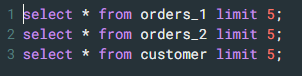 1 select * from orders_1 limit 5;
2 select * from orders_2 limit 5;
3 select * from customer limit 5;